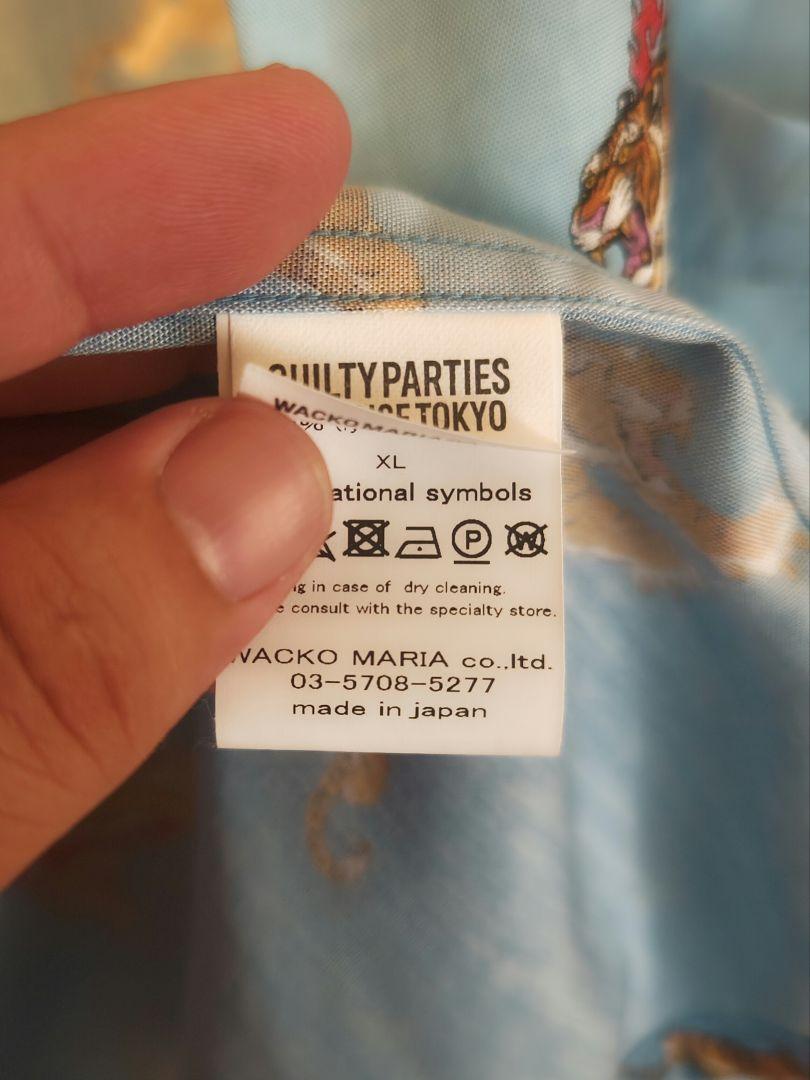 GUILTY PARTIES
TOKYO
WACKO MARIA
XL
ational symbols
P
W
in case of dry cleaning.
consult with the specialty store.
WACKO MARIA co.,ltd.
03-5708-5277
made in japan